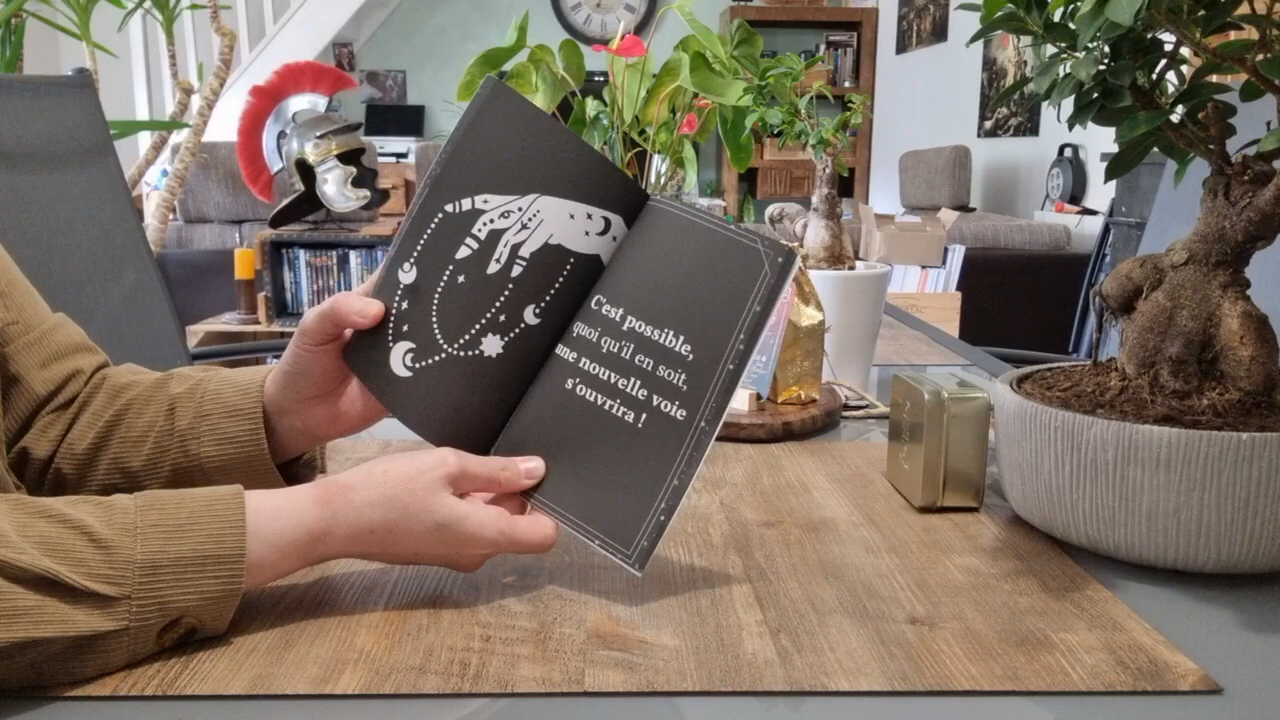 C'est possible,
quoi qu'il en soit,
une nouvelle voie
s'ouvrira !